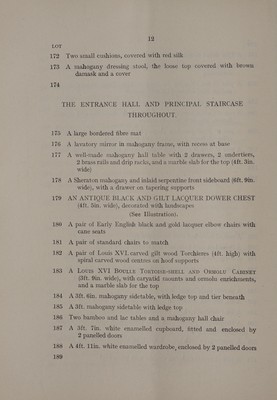 12
LOT
172 Two small cushions, covered with red silk
173 A mahogany dressing stool, the loose top covered with brown
damask and a cover
174
THE ENTRANCE HALL AND PRINCIPAL STAIRCASE
THROUGHOUT
175 A large bordered fibre mat
176 A lavatory mirror in mahogany frame, with recess at base
177 A well-made mahogany hall table with 2 drawers, 2 undertiers,
2 brass rails and drip racks, and a marble slab for the top (4ft. 3in.
wide)
178 A Sheraton mahogany and inlaid serpentine front sideboard (6ft. 9in.
wide), with a drawer on tapering supports
179 AN ANTIQUE BLACK AND GILT LACQUER DOWER CHEST
(4ft. 5in. wide), decorated with landscapes
(See Illustration).
180 A pair of Early English black and gold lacquer elbow chairs with
cane seats
181 A pair of standard chairs to match
182 A pair of Louis XVI carved gilt wood Torchieres (4ft. high) with
spiral carved wood centres on hoof supports
183 A LOUIS XVI BOULLE TORTOISE-SHELL AND ORMOLU CABINET
(3ft. 9in. wide), with caryatid mounts and ormolu enrichments,
and a marble slab for the top
184 A 3ft. 6in. mahogany sidetable, with ledge top and tier beneath
185 A 3ft. mahogany sidetable with ledge top
186 Two bamboo and lac tables and a mahogany hall chair
187 A 3ft. 7in. white enamelled cupboard, fitted and enclosed by
2 panelled doors
188 A 4ft. 11in. white enamelled wardrobe, enclosed by 2 panelled doors
189